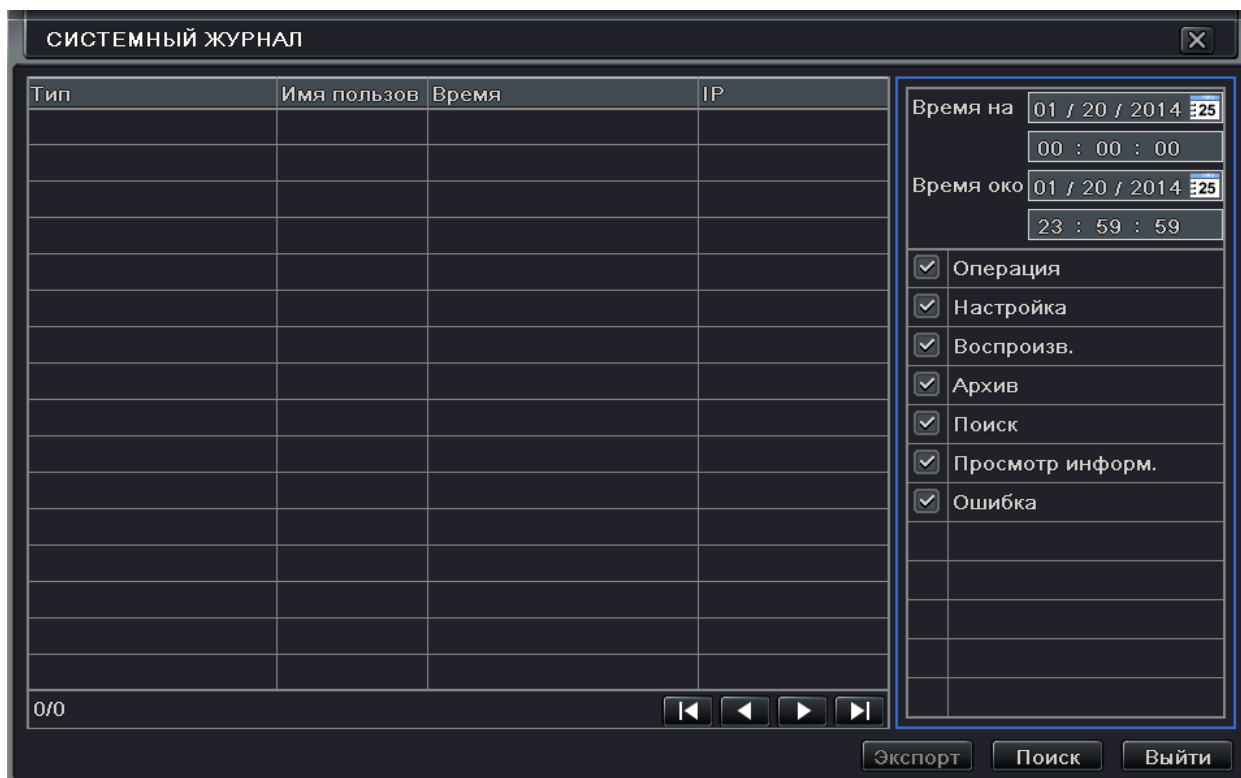 СИСТЕМНЫЙ ЖУРНАЛ
Тип Имя пользов Время IP
0/0
Время на 01 / 20 / 2014 25
00 : 00 : 00
Время око 01 / 20 / 2014 25
23 : 59 : 59
Операция
Настройка
Воспроизв.
Архив
Поиск
Просмотр информ.
Ошибка
Экспорт Поиск Выйти